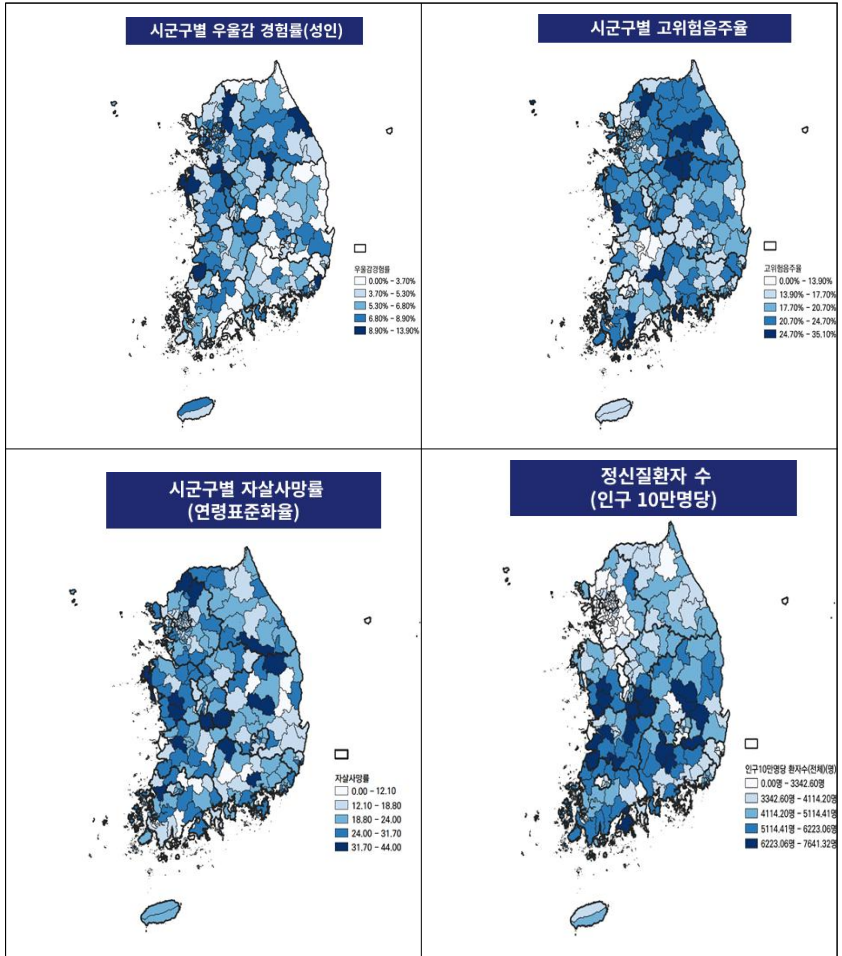 시군구별 우울감 경험률(성인)
우울감경험률
0.00% - 3.70%
3.70% - 5.30%
5.30% - 6.80%
6.80% - 8.90%
8.90% - 13.90%
시군구별 고위험음주율
고위험음주율
0.00% - 13.90%
13.90% - 17.70%
17.70% - 20.70%
20.70% - 24.70%
24.70% - 35.10%
시군구별 자살사망률
(연령표준화율)
자살사망률
0.00 - 12.10
12.10 - 18.80
18.80 - 24.00
24.00 - 31.70
31.70 - 44.00
정신질환자 수
(인구 10만명당)
인구10만명당 환자수(전체)(명)
0.00명 - 3342.60명
3342.60명 - 4114.20명
4114.20명 - 5114.41명
5114.41명 - 6223.06명
6223.06명 - 7641.32명